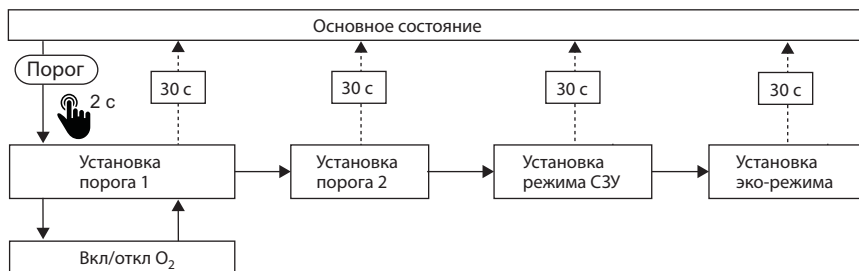 Основное состояние
Порог
2 с
30 с
30 с
30 с
30 с
Установка
порога 1
Установка
порога 2
Установка
режима СЗУ
Установка
эко-режима
Вкл/откл O₂